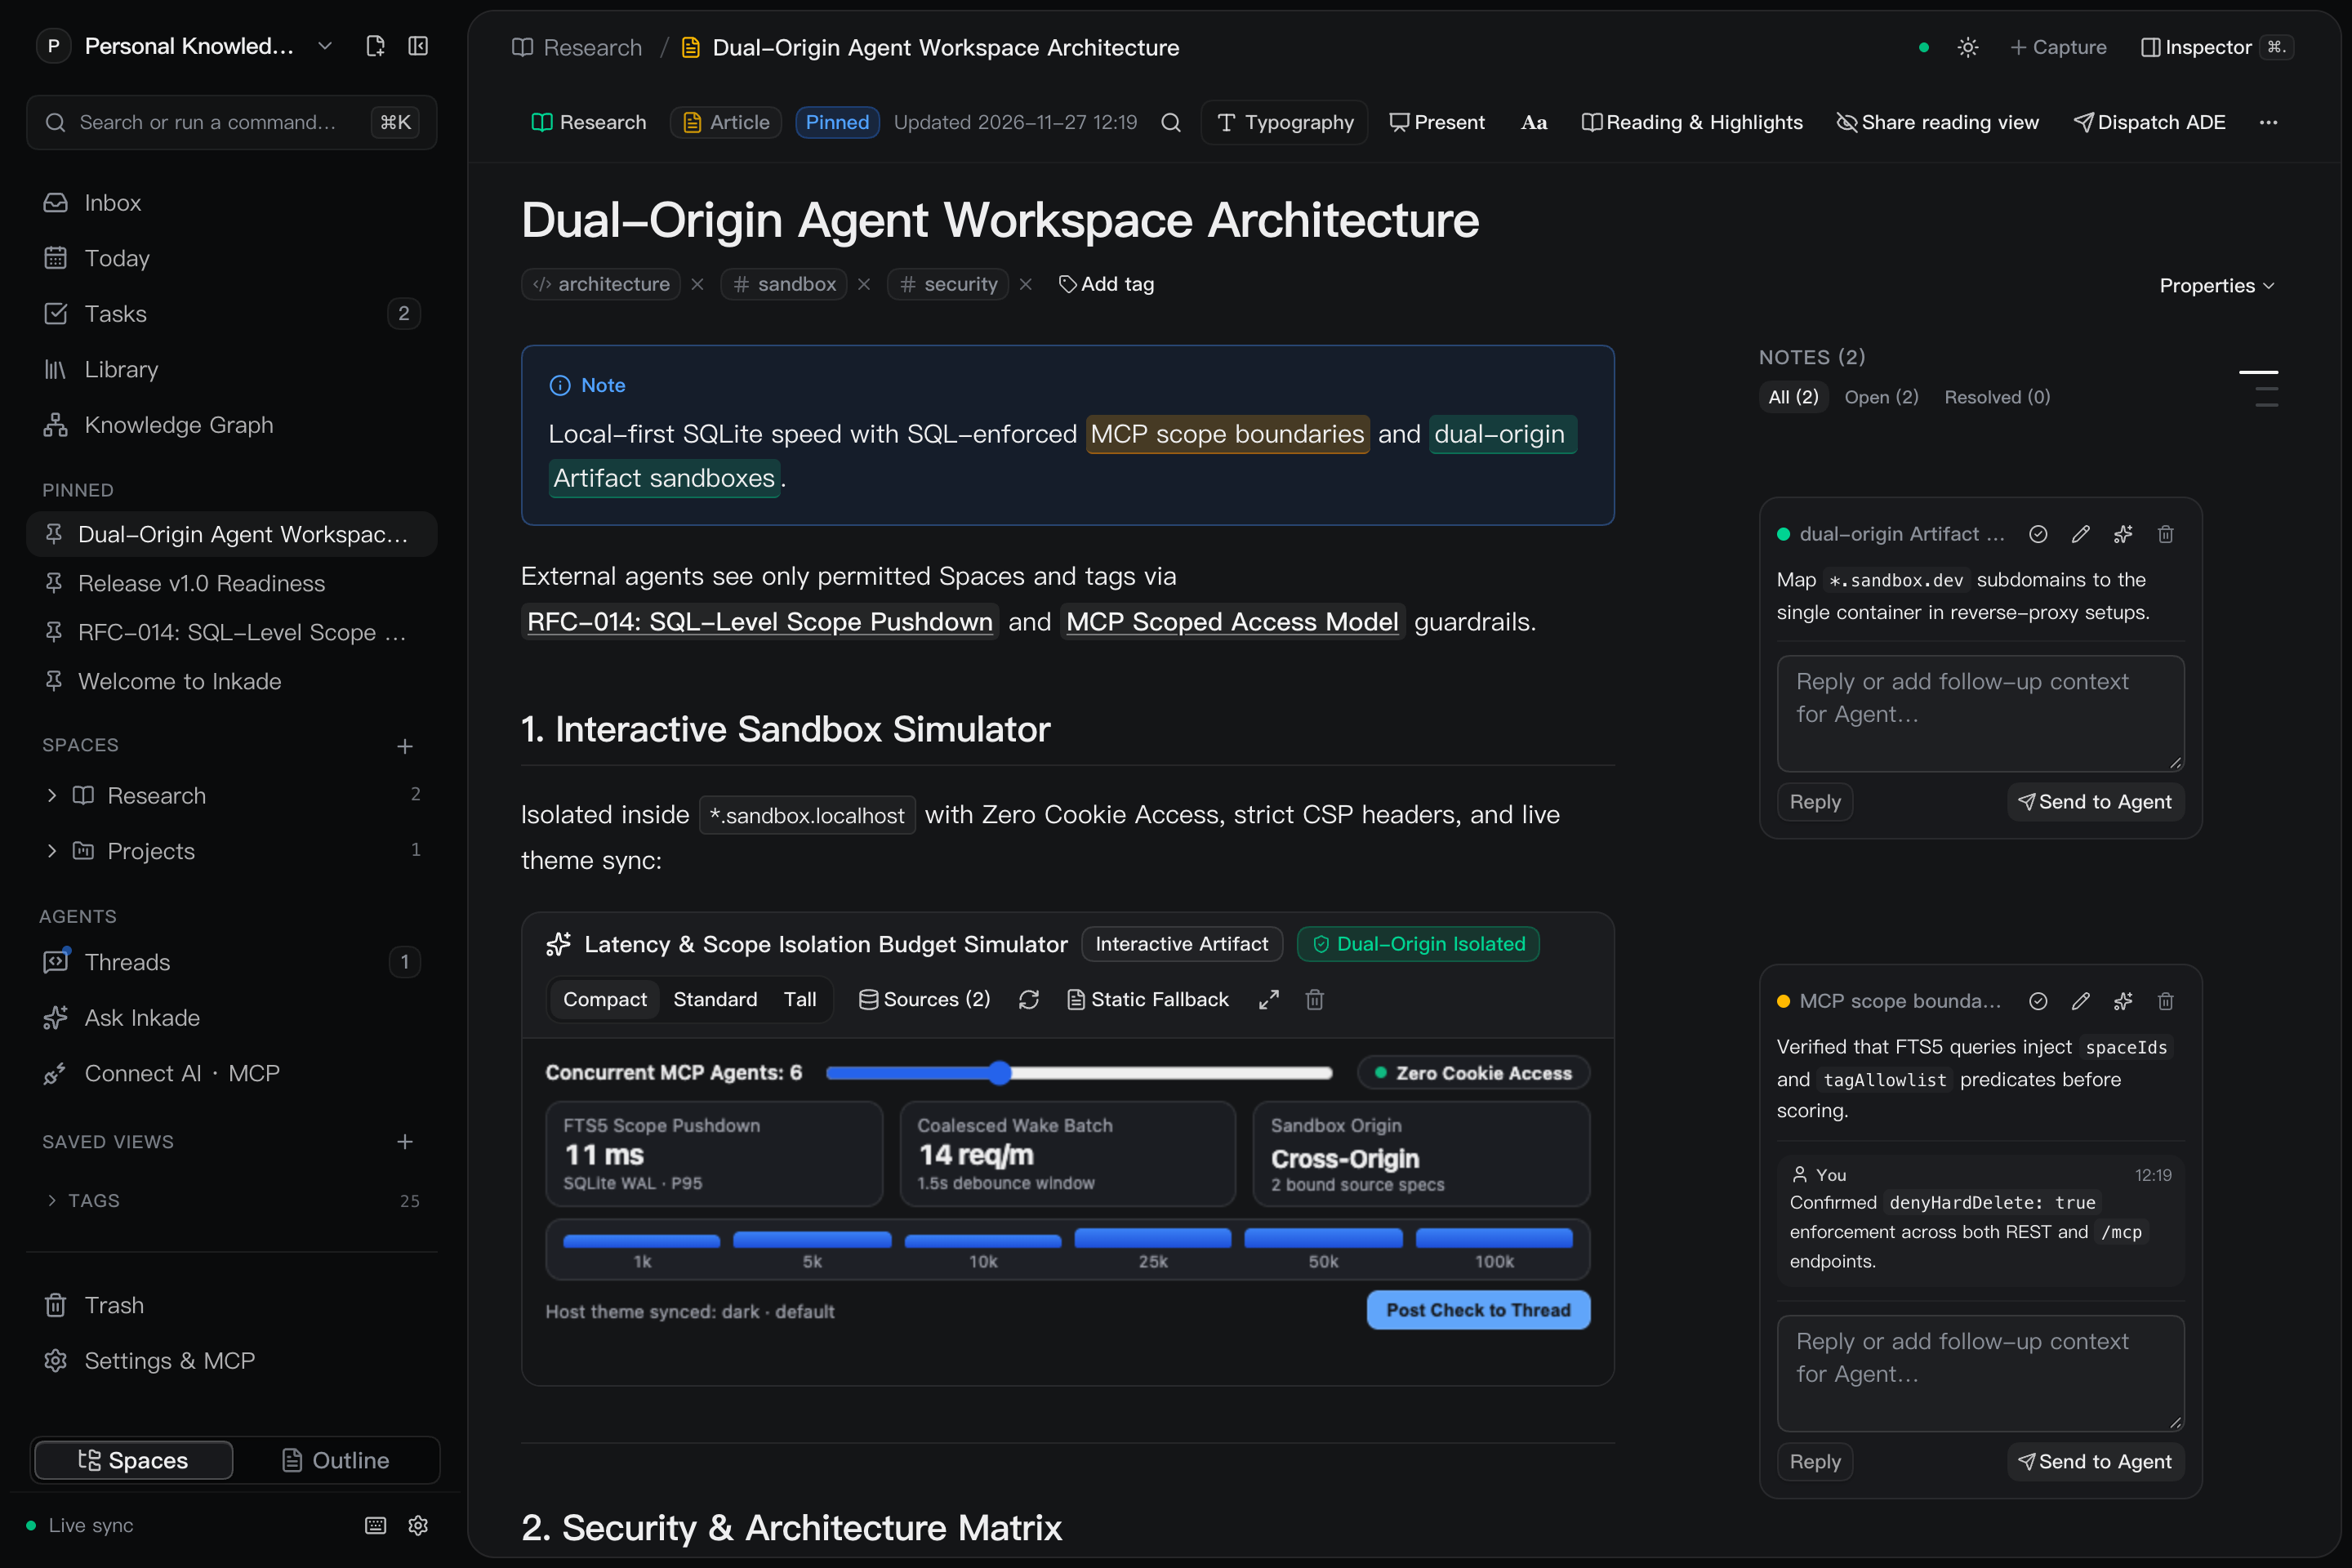 P
Personal Knowled...
Search or run a command...
⌘K
Inbox
Today
Tasks
2
Library
Knowledge Graph
PINNED
Dual-Origin Agent Workspac...
Release v1.0 Readiness
RFC-014: SQL-Level Scope ...
Welcome to Inkade
SPACES
Research
2
Projects
1
AGENTS
Threads
1
Ask Inkade
Connect AI · MCP
SAVED VIEWS
TAGS
25
Trash
Settings & MCP
Spaces
Outline
Live sync
Research / Dual-Origin Agent Workspace Architecture
Capture
Inspector
⌘.
Research
Article
Pinned
Updated 2026-11-27 12:19
Typography
Present
Aa
Reading & Highlights
Share reading view
Dispatch ADE
Dual-Origin Agent Workspace Architecture
architecture
# sandbox
# security
Add tag
Properties
Note
Local-first SQLite speed with SQL-enforced MCP scope boundaries and dual-origin
Artifact sandboxes.
External agents see only permitted Spaces and tags via
RFC-014: SQL-Level Scope Pushdown and MCP Scoped Access Model guardrails.
1. Interactive Sandbox Simulator
Isolated inside *.sandbox.localhost with Zero Cookie Access, strict CSP headers, and live
theme sync:
Latency & Scope Isolation Budget Simulator
Interactive Artifact
Dual-Origin Isolated
Compact
Standard
Tall
Sources (2)
Static Fallback
Concurrent MCP Agents: 6
Zero Cookie Access
FTS5 Scope Pushdown
11 ms
SQLite WAL · P95
Coalesced Wake Batch
14 req/m
1.5s debounce window
Sandbox Origin
Cross-Origin
2 bound source specs
1k
5k
10k
25k
50k
100k
Host theme synced: dark · default
Post Check to Thread
2. Security & Architecture Matrix
NOTES (2)
All (2)
Open (2)
Resolved (0)
dual-origin Artifact ...
Map *.sandbox.dev subdomains to the
single container in reverse-proxy setups.
Reply or add follow-up context
for Agent...
Reply
Send to Agent
MCP scope bounda...
Verified that FTS5 queries inject spaceIds
and tagAllowlist predicates before
scoring.
You
12:19
Confirmed denyHardDelete: true
enforcement across both REST and /mcp
endpoints.
Reply or add follow-up context
for Agent...
Reply
Send to Agent